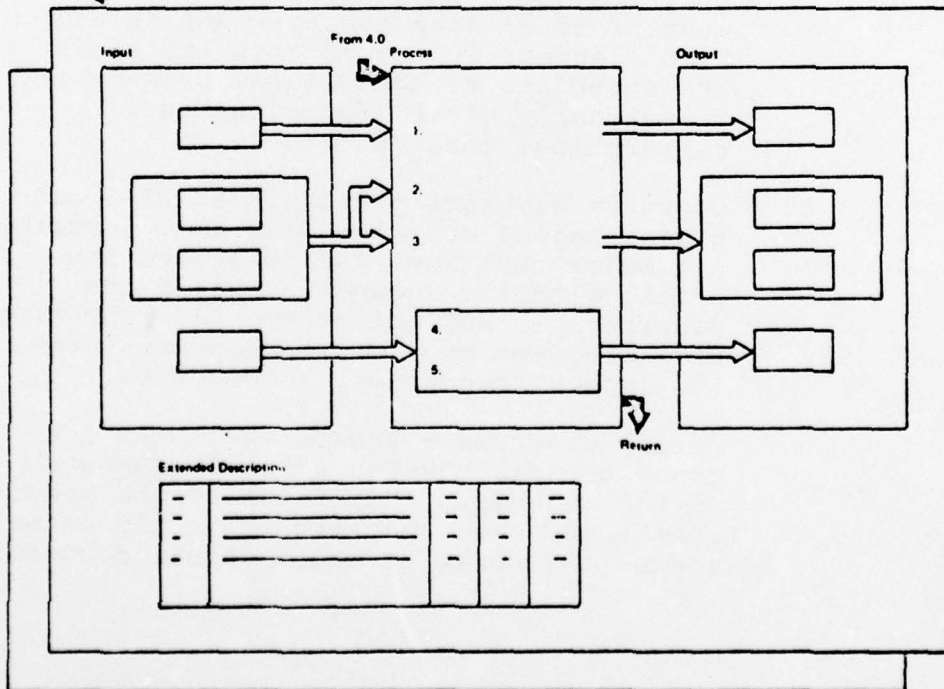 From 4.0
Input
Process
Output
1.
2.
3
4.
5.
Return
Extended Description